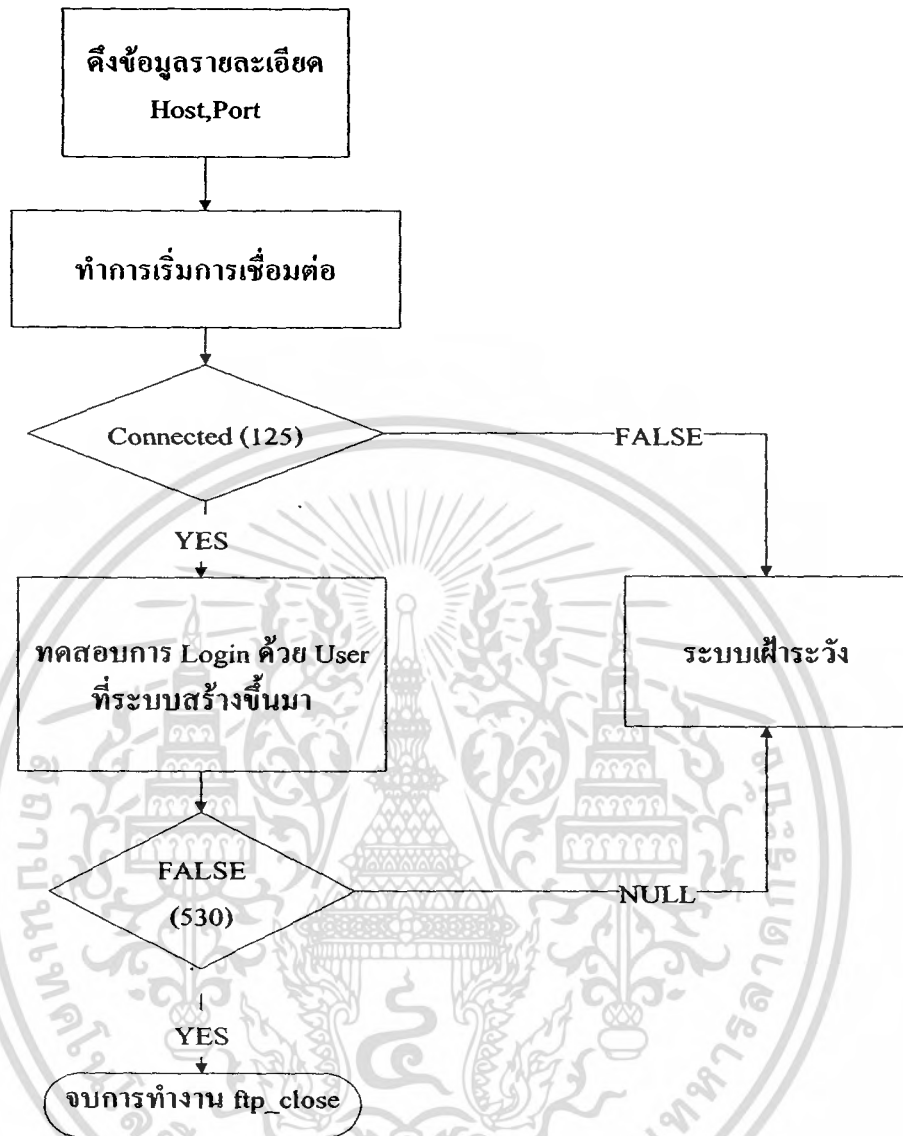 ดึงข้อมูลรายละเอียด
Host,Port
ทำการเริ่มการเชื่อมต่อ
Connected (125)
FALSE
YES
ทดสอบการ Login ด้วย User
ที่ระบบสร้างขึ้นมา
ระบบเฝ้าระวัง
FALSE
(530)
NULL
YES
จบการทำงาน ftp_close